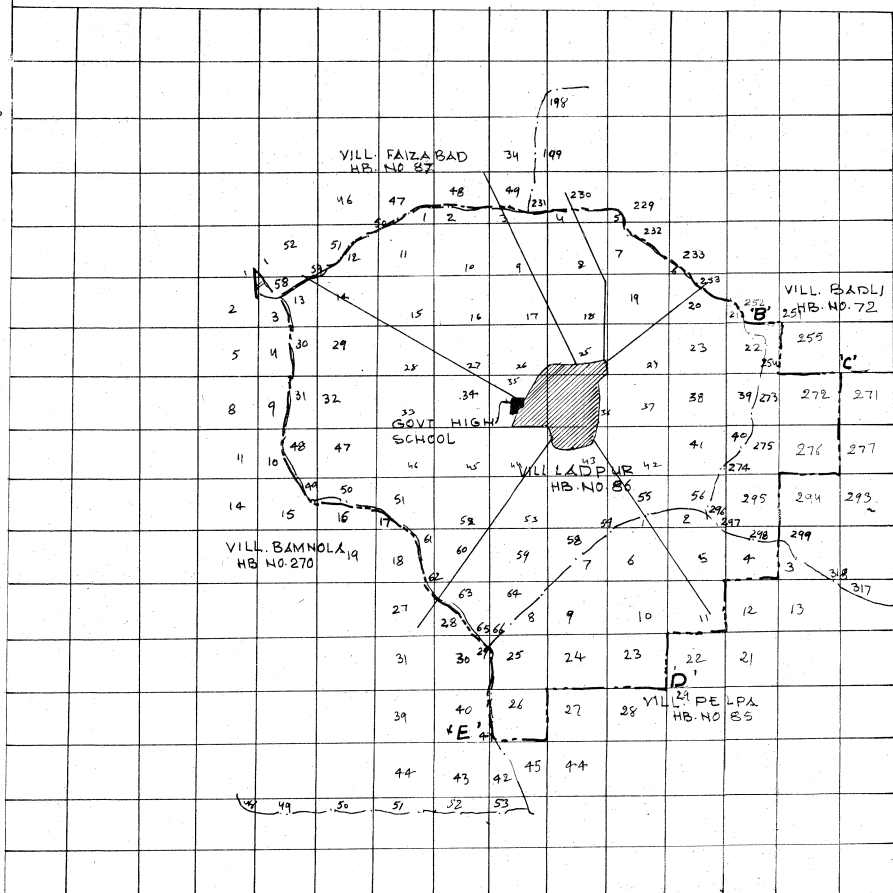 198
VILL. FAIZABAD
HB. NO 87
34 199
46 47 48 49 231 230 229
50 1 2 3 4 5
232
52 51 12 11 7
233
10 9 8 6 253
1 58 53
2 3 13 14 19 20 252
VILL. BADLI
HB. NO. 72
15 16 17 18 21 'B' 251
255
5 4 30 29 23 22 254
25
28 27 26 24 'C'
35
8 9 31 32 .34 38 39 273 272 271
33 36 37
GOVT HIGH
SCHOOL
40
11 10 48 47 41 275 276 277
46 45 44 43 42 274
VILL LADPUR
HB. NO. 86
49 50 51 55 56 295 294 293
14 15 16 17 52 53 54 2 296 297
58 298 299
VILL. BAMNOLA
HB NO. 270
19 18 61 60 59 7 6 5 4 3
62 318
63 64 317
27 28 8 9 10 11 12 13
65 66
31 30 29 25 24 23 22 21
'D'
29
VILL. PELPA
HB. NO 85
39 40 26 27 28
'E' 41
44 43 42 45 44
48 49 50 51 52 53